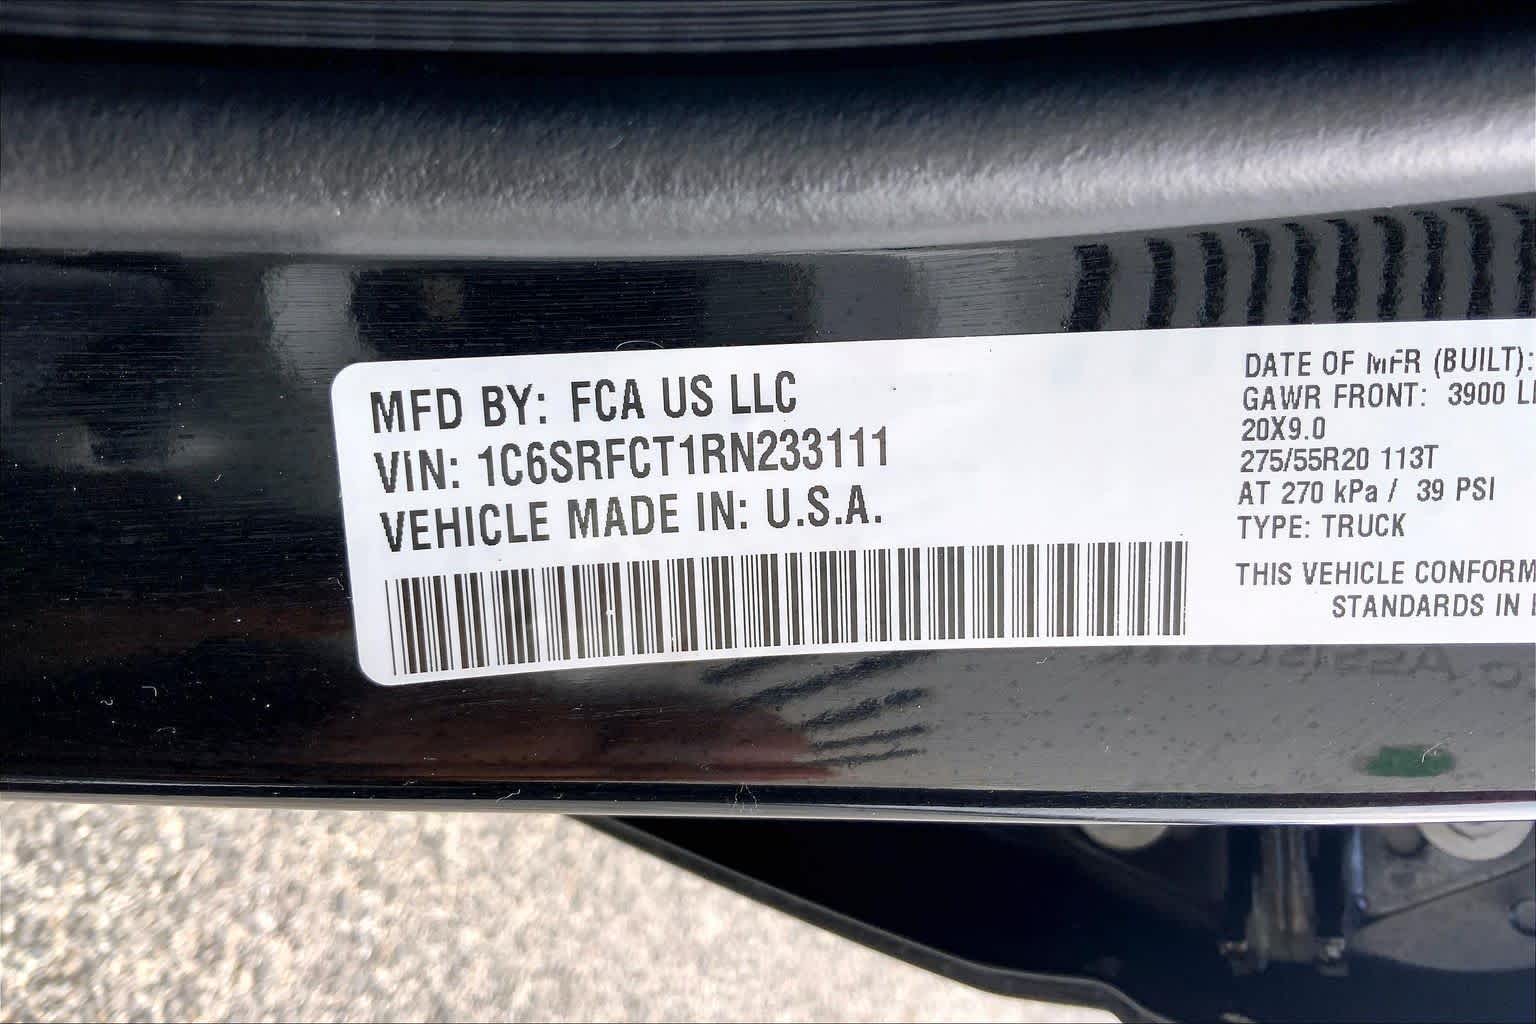 MFD BY: FCA US LLC
VIN: 1C6SRFCT1RN233111
VEHICLE MADE IN: U.S.A.
DATE OF MFR (BUILT):
GAWR FRONT: 3900
20X9.0
275/55R20 113T
AT 270 kPa / 39 PSI
TYPE: TRUCK
THIS VEHICLE CONFORM
STANDARDS IN